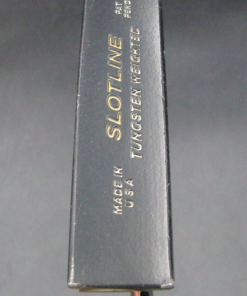 PAT
PEND
SLOTLINE
TUNGSTEN WEIGHTED
MADE IN
USA